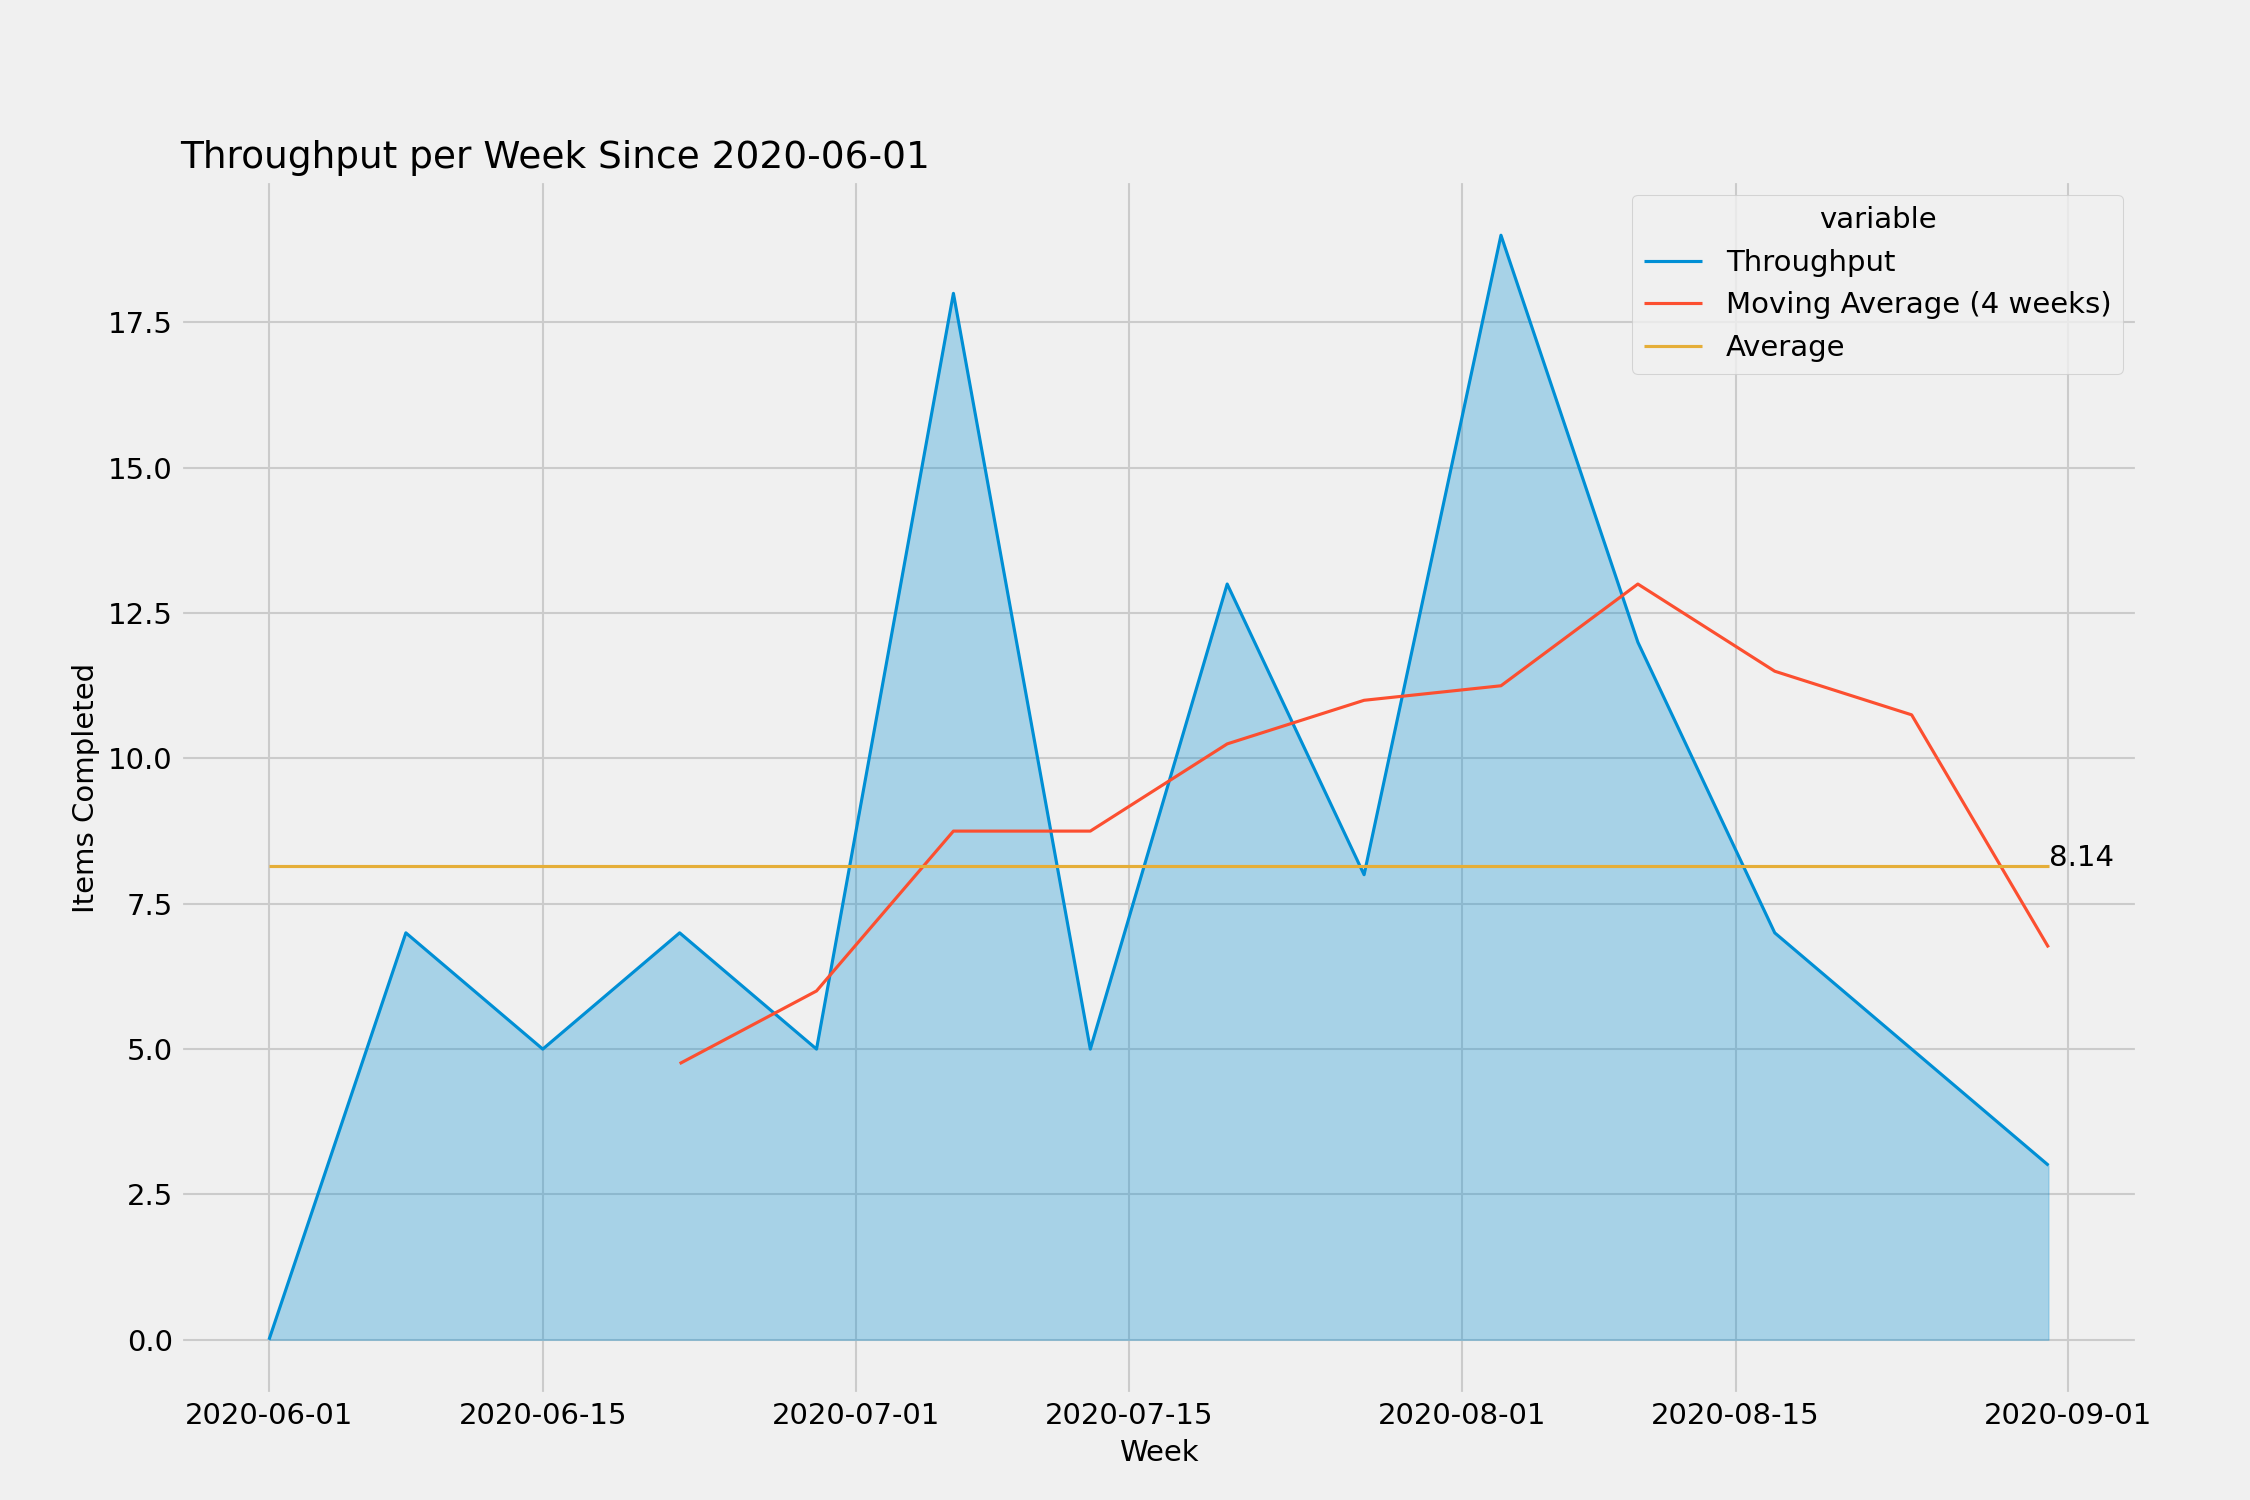 Throughput per Week Since 2020-06-01
variable
Throughput
Moving Average (4 weeks)
Average
17.5
15.0
12.5
10.0
7.5
5.0
2.5
0.0
Items Completed
8.14
2020-06-01 2020-06-15 2020-07-01 2020-07-15 2020-08-01 2020-08-15 2020-09-01
Week